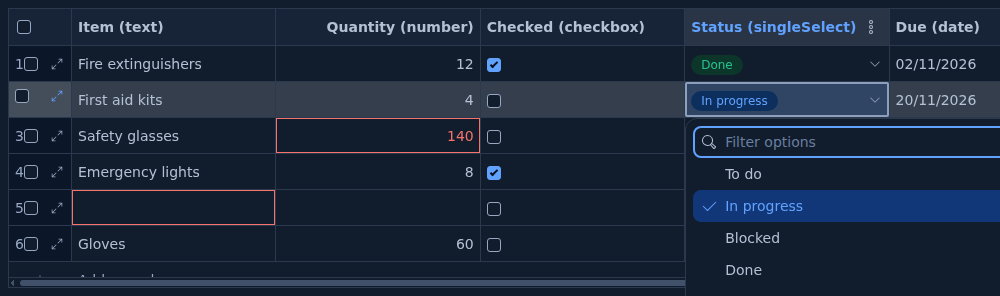 Item (text) Quantity (number) Checked (checkbox) Status (singleSelect) Due (date)
1 Fire extinguishers 12 Done 02/11/2026
First aid kits 4 In progress 20/11/2026
3 Safety glasses 140
Filter options
4 Emergency lights 8
To do
5
In progress
6 Gloves 60
Blocked
Done